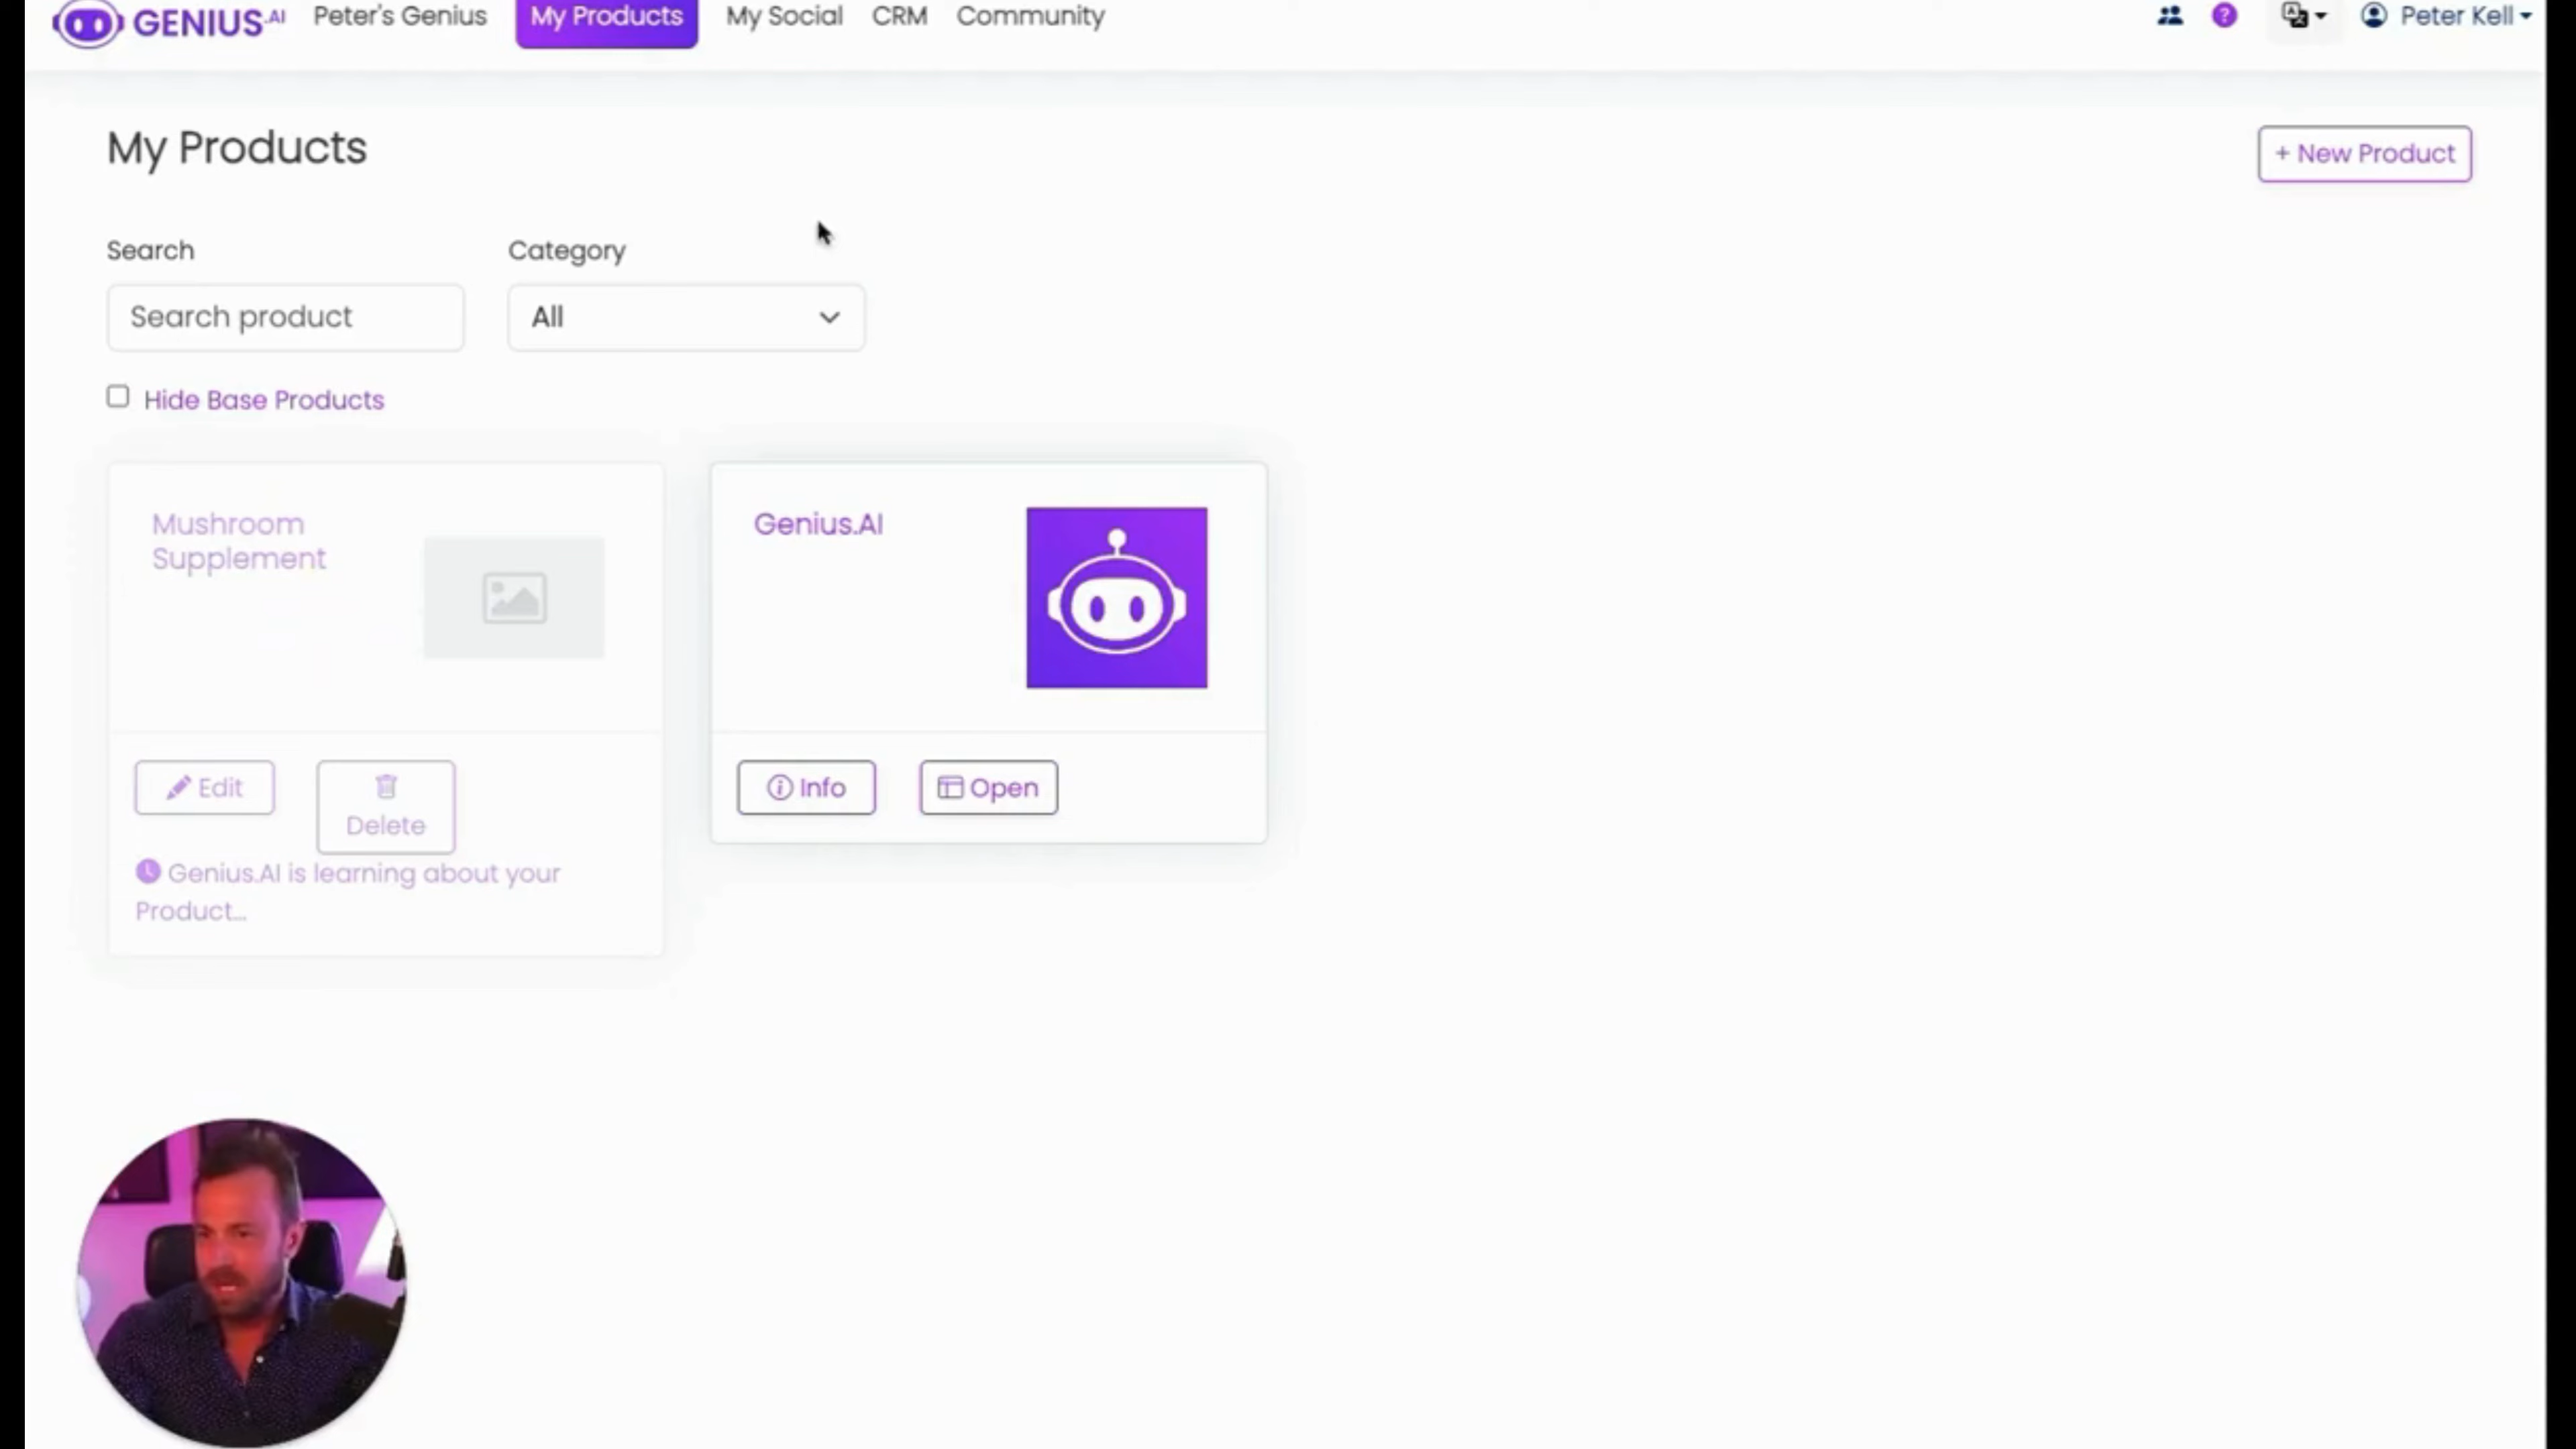 GENIUS.AI
Peter's Genius
My Products
My Social
CRM
Community
?
Peter Kell
My Products
+ New Product
Search
Category
Search product
All
Hide Base Products
Mushroom
Supplement
Genius.AI
Edit
Delete
Info
Open
Genius.AI is learning about your
Product...